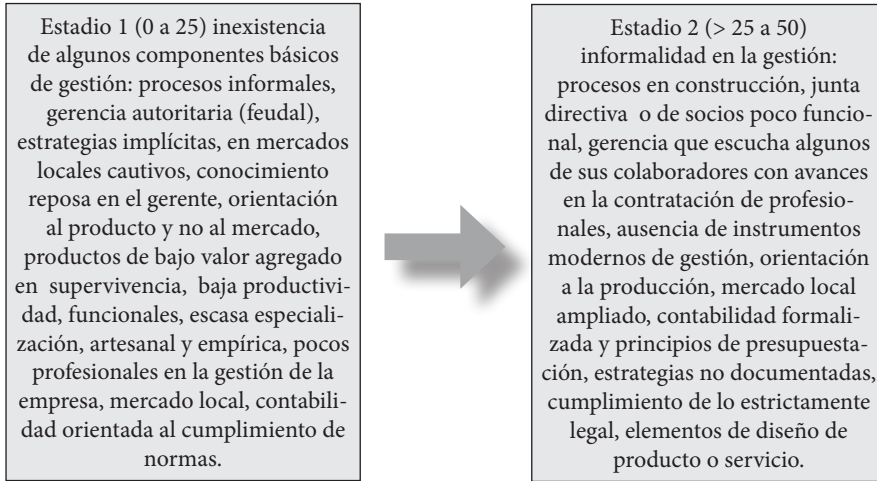 Estadio 1 (0 a 25) inexistencia
de algunos componentes básicos
de gestión: procesos informales,
gerencia autoritaria (feudal),
estrategias implícitas, en mercados
locales cautivos, conocimiento
reposa en el gerente, orientación
al producto y no al mercado,
productos de bajo valor agregado
en supervivencia, baja productivi-
dad, funcionales, escasa especiali-
zación, artesanal y empírica, pocos
profesionales en la gestión de la
empresa, mercado local, contabili-
dad orientada al cumplimiento de
normas.
Estadio 2 (> 25 a 50)
informalidad en la gestión:
procesos en construcción, junta
directiva o de socios poco funcio-
nal, gerencia que escucha algunos
de sus colaboradores con avances
en la contratación de profesio-
nales, ausencia de instrumentos
modernos de gestión, orientación
a la producción, mercado local
ampliado, contabilidad formali-
zada y principios de presupuesta-
ción, estrategias no documentadas,
cumplimiento de lo estrictamente
legal, elementos de diseño de
producto o servicio.